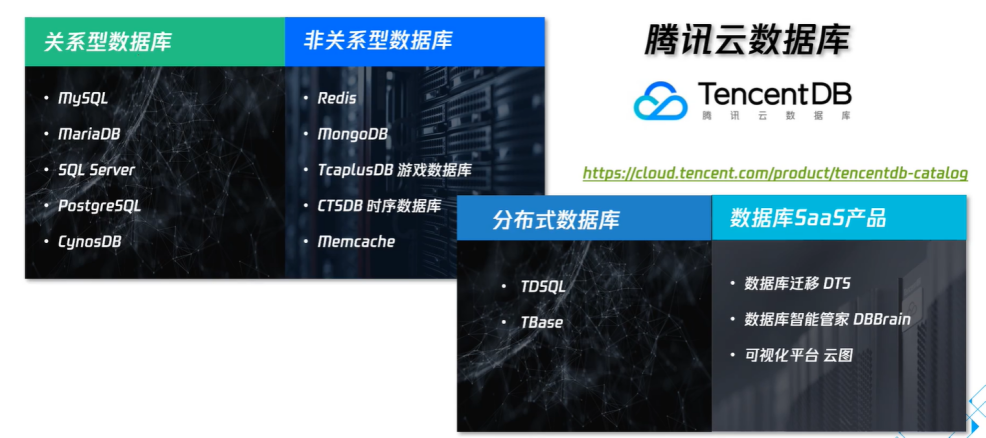 关系型数据库
MySQL
MariaDB
SQL Server
PostgreSQL
CynosDB
非关系型数据库
Redis
MongoDB
TcaplusDB 游戏数据库
CTSDB 时序数据库
Memcache
腾讯云数据库
TencentDB
腾讯云数据库
https://cloud.tencent.com/product/tencentdb-catalog
分布式数据库
TDSQL
TBase
数据库SaaS产品
数据库迁移 DTS
数据库智能管家 DBBrain
可视化平台 云图